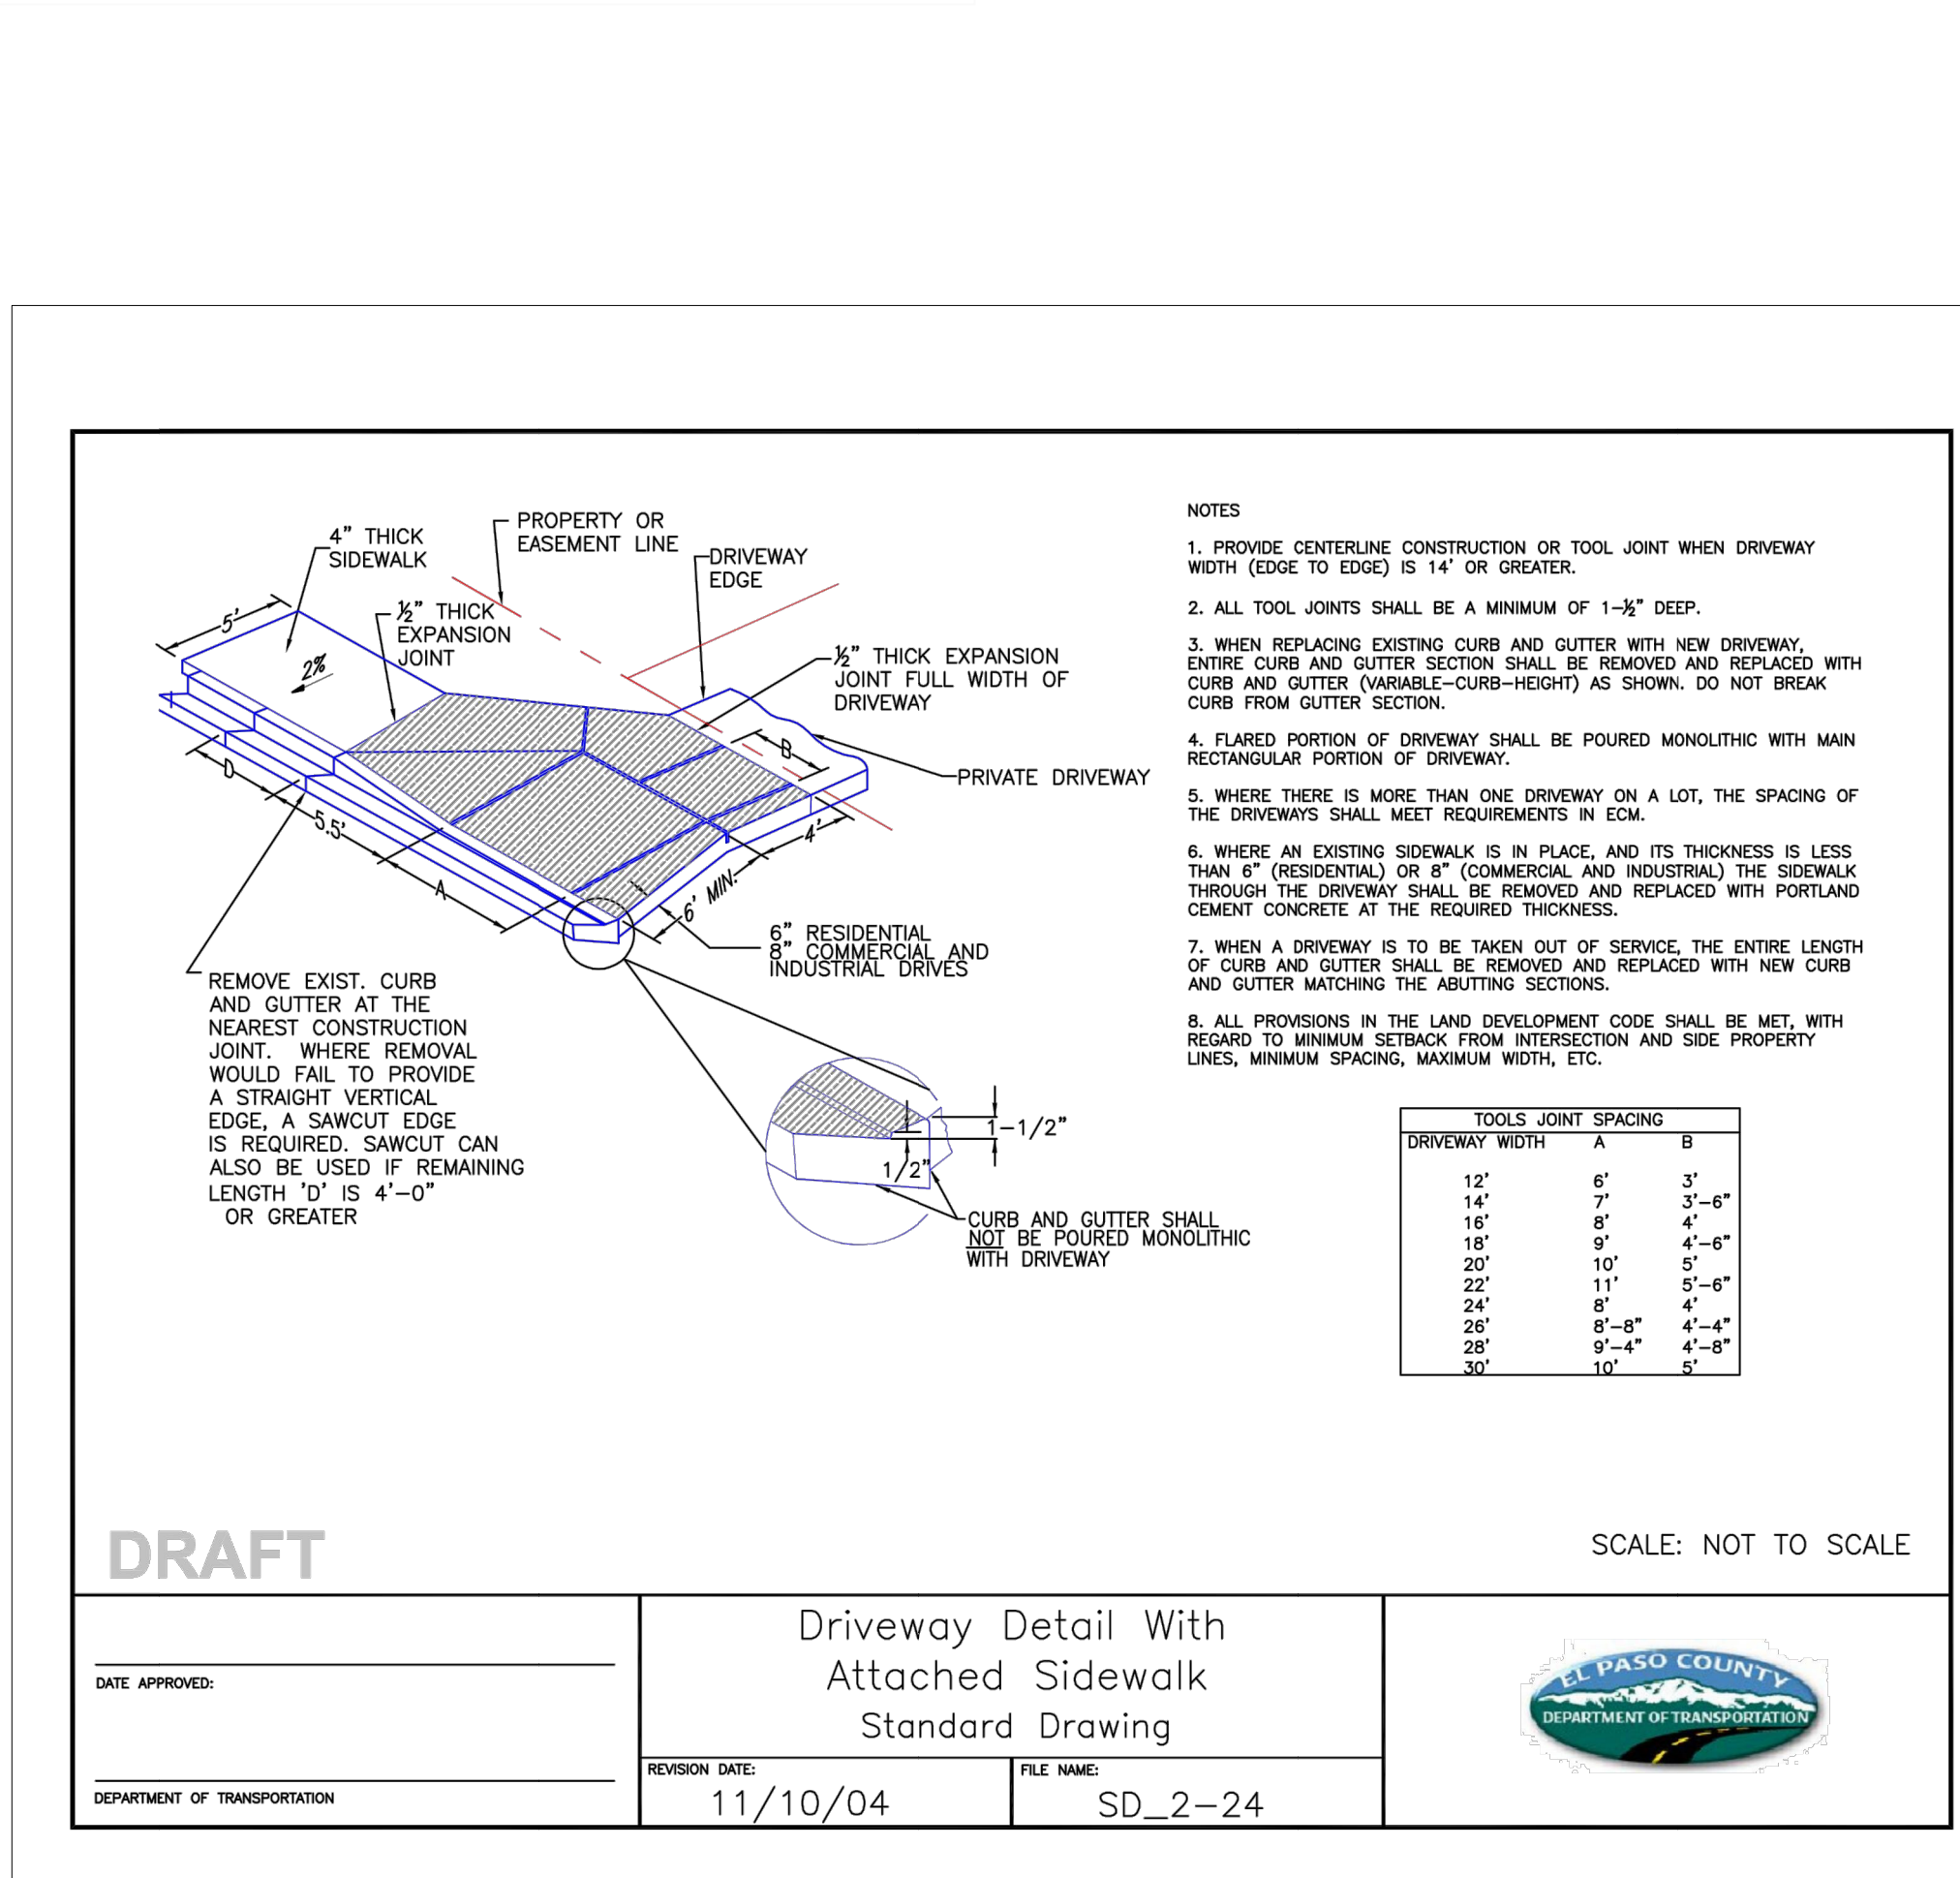 4" THICK
SIDEWALK
PROPERTY OR
EASEMENT LINE
DRIVEWAY
EDGE
½" THICK
EXPANSION
JOINT
5'
2%
½" THICK EXPANSION
JOINT FULL WIDTH OF
DRIVEWAY
B
PRIVATE DRIVEWAY
D
5.5'
A
4'
6' MIN.
6" RESIDENTIAL
8" COMMERCIAL AND
INDUSTRIAL DRIVES
REMOVE EXIST. CURB
AND GUTTER AT THE
NEAREST CONSTRUCTION
JOINT. WHERE REMOVAL
WOULD FAIL TO PROVIDE
A STRAIGHT VERTICAL
EDGE, A SAWCUT EDGE
IS REQUIRED. SAWCUT CAN
ALSO BE USED IF REMAINING
LENGTH 'D' IS 4'-0"
OR GREATER
1-1/2"
1/2"
CURB AND GUTTER SHALL
NOT BE POURED MONOLITHIC
WITH DRIVEWAY
NOTES
1. PROVIDE CENTERLINE CONSTRUCTION OR TOOL JOINT WHEN DRIVEWAY
WIDTH (EDGE TO EDGE) IS 14' OR GREATER.
2. ALL TOOL JOINTS SHALL BE A MINIMUM OF 1-½" DEEP.
3. WHEN REPLACING EXISTING CURB AND GUTTER WITH NEW DRIVEWAY,
ENTIRE CURB AND GUTTER SECTION SHALL BE REMOVED AND REPLACED WITH
CURB AND GUTTER (VARIABLE-CURB-HEIGHT) AS SHOWN. DO NOT BREAK
CURB FROM GUTTER SECTION.
4. FLARED PORTION OF DRIVEWAY SHALL BE POURED MONOLITHIC WITH MAIN
RECTANGULAR PORTION OF DRIVEWAY.
5. WHERE THERE IS MORE THAN ONE DRIVEWAY ON A LOT, THE SPACING OF
THE DRIVEWAYS SHALL MEET REQUIREMENTS IN ECM.
6. WHERE AN EXISTING SIDEWALK IS IN PLACE, AND ITS THICKNESS IS LESS
THAN 6" (RESIDENTIAL) OR 8" (COMMERCIAL AND INDUSTRIAL) THE SIDEWALK
THROUGH THE DRIVEWAY SHALL BE REMOVED AND REPLACED WITH PORTLAND
CEMENT CONCRETE AT THE REQUIRED THICKNESS.
7. WHEN A DRIVEWAY IS TO BE TAKEN OUT OF SERVICE, THE ENTIRE LENGTH
OF CURB AND GUTTER SHALL BE REMOVED AND REPLACED WITH NEW CURB
AND GUTTER MATCHING THE ABUTTING SECTIONS.
8. ALL PROVISIONS IN THE LAND DEVELOPMENT CODE SHALL BE MET, WITH
REGARD TO MINIMUM SETBACK FROM INTERSECTION AND SIDE PROPERTY
LINES, MINIMUM SPACING, MAXIMUM WIDTH, ETC.
TOOLS JOINT SPACING
DRIVEWAY WIDTH A B
12' 6' 3'
14' 7' 3'-6"
16' 8' 4'
18' 9' 4'-6"
20' 10' 5'
22' 11' 5'-6"
24' 8' 4'
26' 8'-8" 4'-4"
28' 9'-4" 4'-8"
30' 10' 5'
DRAFT
SCALE: NOT TO SCALE
DATE APPROVED:
DEPARTMENT OF TRANSPORTATION
Driveway Detail With
Attached Sidewalk
Standard Drawing
REVISION DATE:
11/10/04
FILE NAME:
SD_2-24
EL PASO COUNTY
DEPARTMENT OF TRANSPORTATION